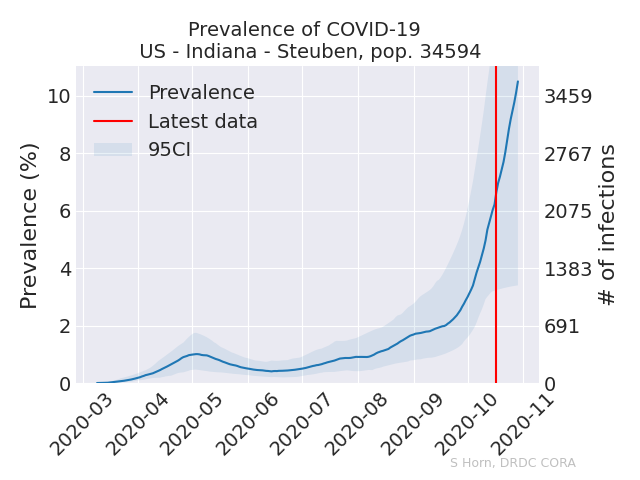 Prevalence of COVID-19
US - Indiana - Steuben, pop. 34594
Prevalence
Latest data
95CI
Prevalence (%)
10
8
6
4
2
0
3459
2767
2075
1383
691
0
# of infections
2020-03
2020-04
2020-05
2020-06
2020-07
2020-08
2020-09
2020-10
2020-11
S Horn, DRDC CORA